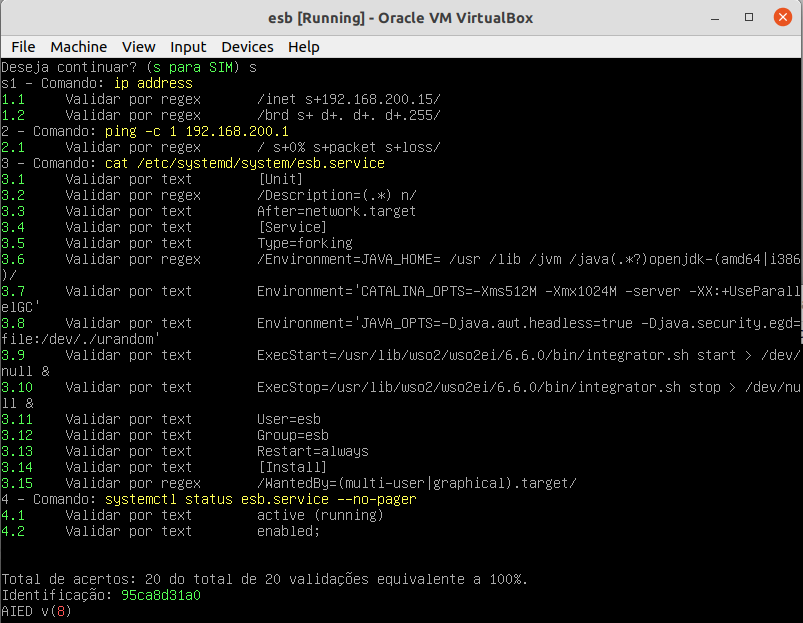 esb [Running] - Oracle VM VirtualBox
File Machine View Input Devices Help
Deseja continuar? (s para SIM) s
s1 - Comando: ip address
1.1 Validar por regex /inet s+192.168.200.15/
1.2 Validar por regex /brd s+ d+. d+. d+.255/
2 - Comando: ping -c 1 192.168.200.1
2.1 Validar por regex / s+0% s+packet s+loss/
3 - Comando: cat /etc/systemd/system/esb.service
3.1 Validar por text [Unit]
3.2 Validar por regex /Description=(.*) n/
3.3 Validar por text After=network.target
3.4 Validar por text [Service]
3.5 Validar por text Type=forking
3.6 Validar por regex /Environment=JAVA_HOME= /usr /lib /jvm /java(.*?)openjdk-(amd64|i386
)/
3.7 Validar por text Environment='CATALINA_OPTS=-Xms512M -Xmx1024M -server -XX:+UseParall
elGC'
3.8 Validar por text Environment='JAVA_OPTS=-Djava.awt.headless=true -Djava.security.egd=
file:/dev/./urandom'
3.9 Validar por text ExecStart=/usr/lib/wso2/wso2ei/6.6.0/bin/integrator.sh start > /dev/
null &
3.10 Validar por text ExecStop=/usr/lib/wso2/wso2ei/6.6.0/bin/integrator.sh stop > /dev/nu
ll &
3.11 Validar por text User=esb
3.12 Validar por text Group=esb
3.13 Validar por text Restart=always
3.14 Validar por text [Install]
3.15 Validar por regex /WantedBy=(multi-user|graphical).target/
4 - Comando: systemctl status esb.service --no-pager
4.1 Validar por text active (running)
4.2 Validar por text enabled;
Total de acertos: 20 do total de 20 validações equivalente a 100%.
Identificação: 95ca8d31a0
AIED v(8)